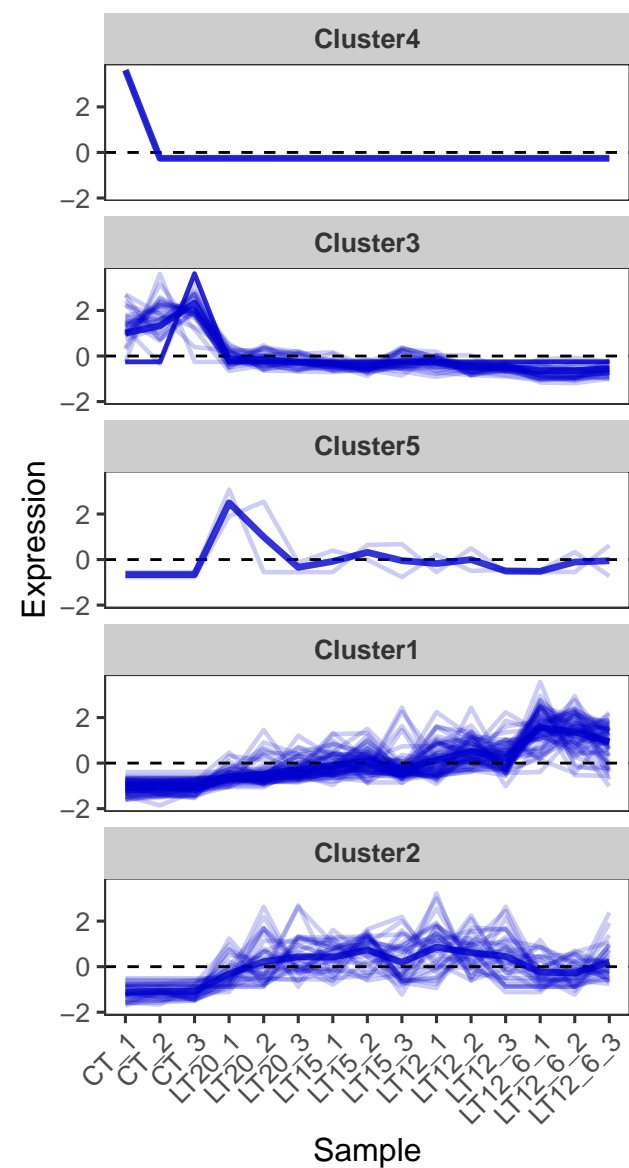 Cluster4
2
0
−2
Cluster3
2
0
−2
Cluster5
2
0
−2
Cluster1
2
0
−2
Cluster2
2
0
−2
Expression
CT_1
CT_2
CT_3
LT20_1
LT20_2
LT20_3
LT15_1
LT15_2
LT15_3
LT12_1
LT12_2
LT12_3
LT12_6_1
LT12_6_2
LT12_6_3
Sample